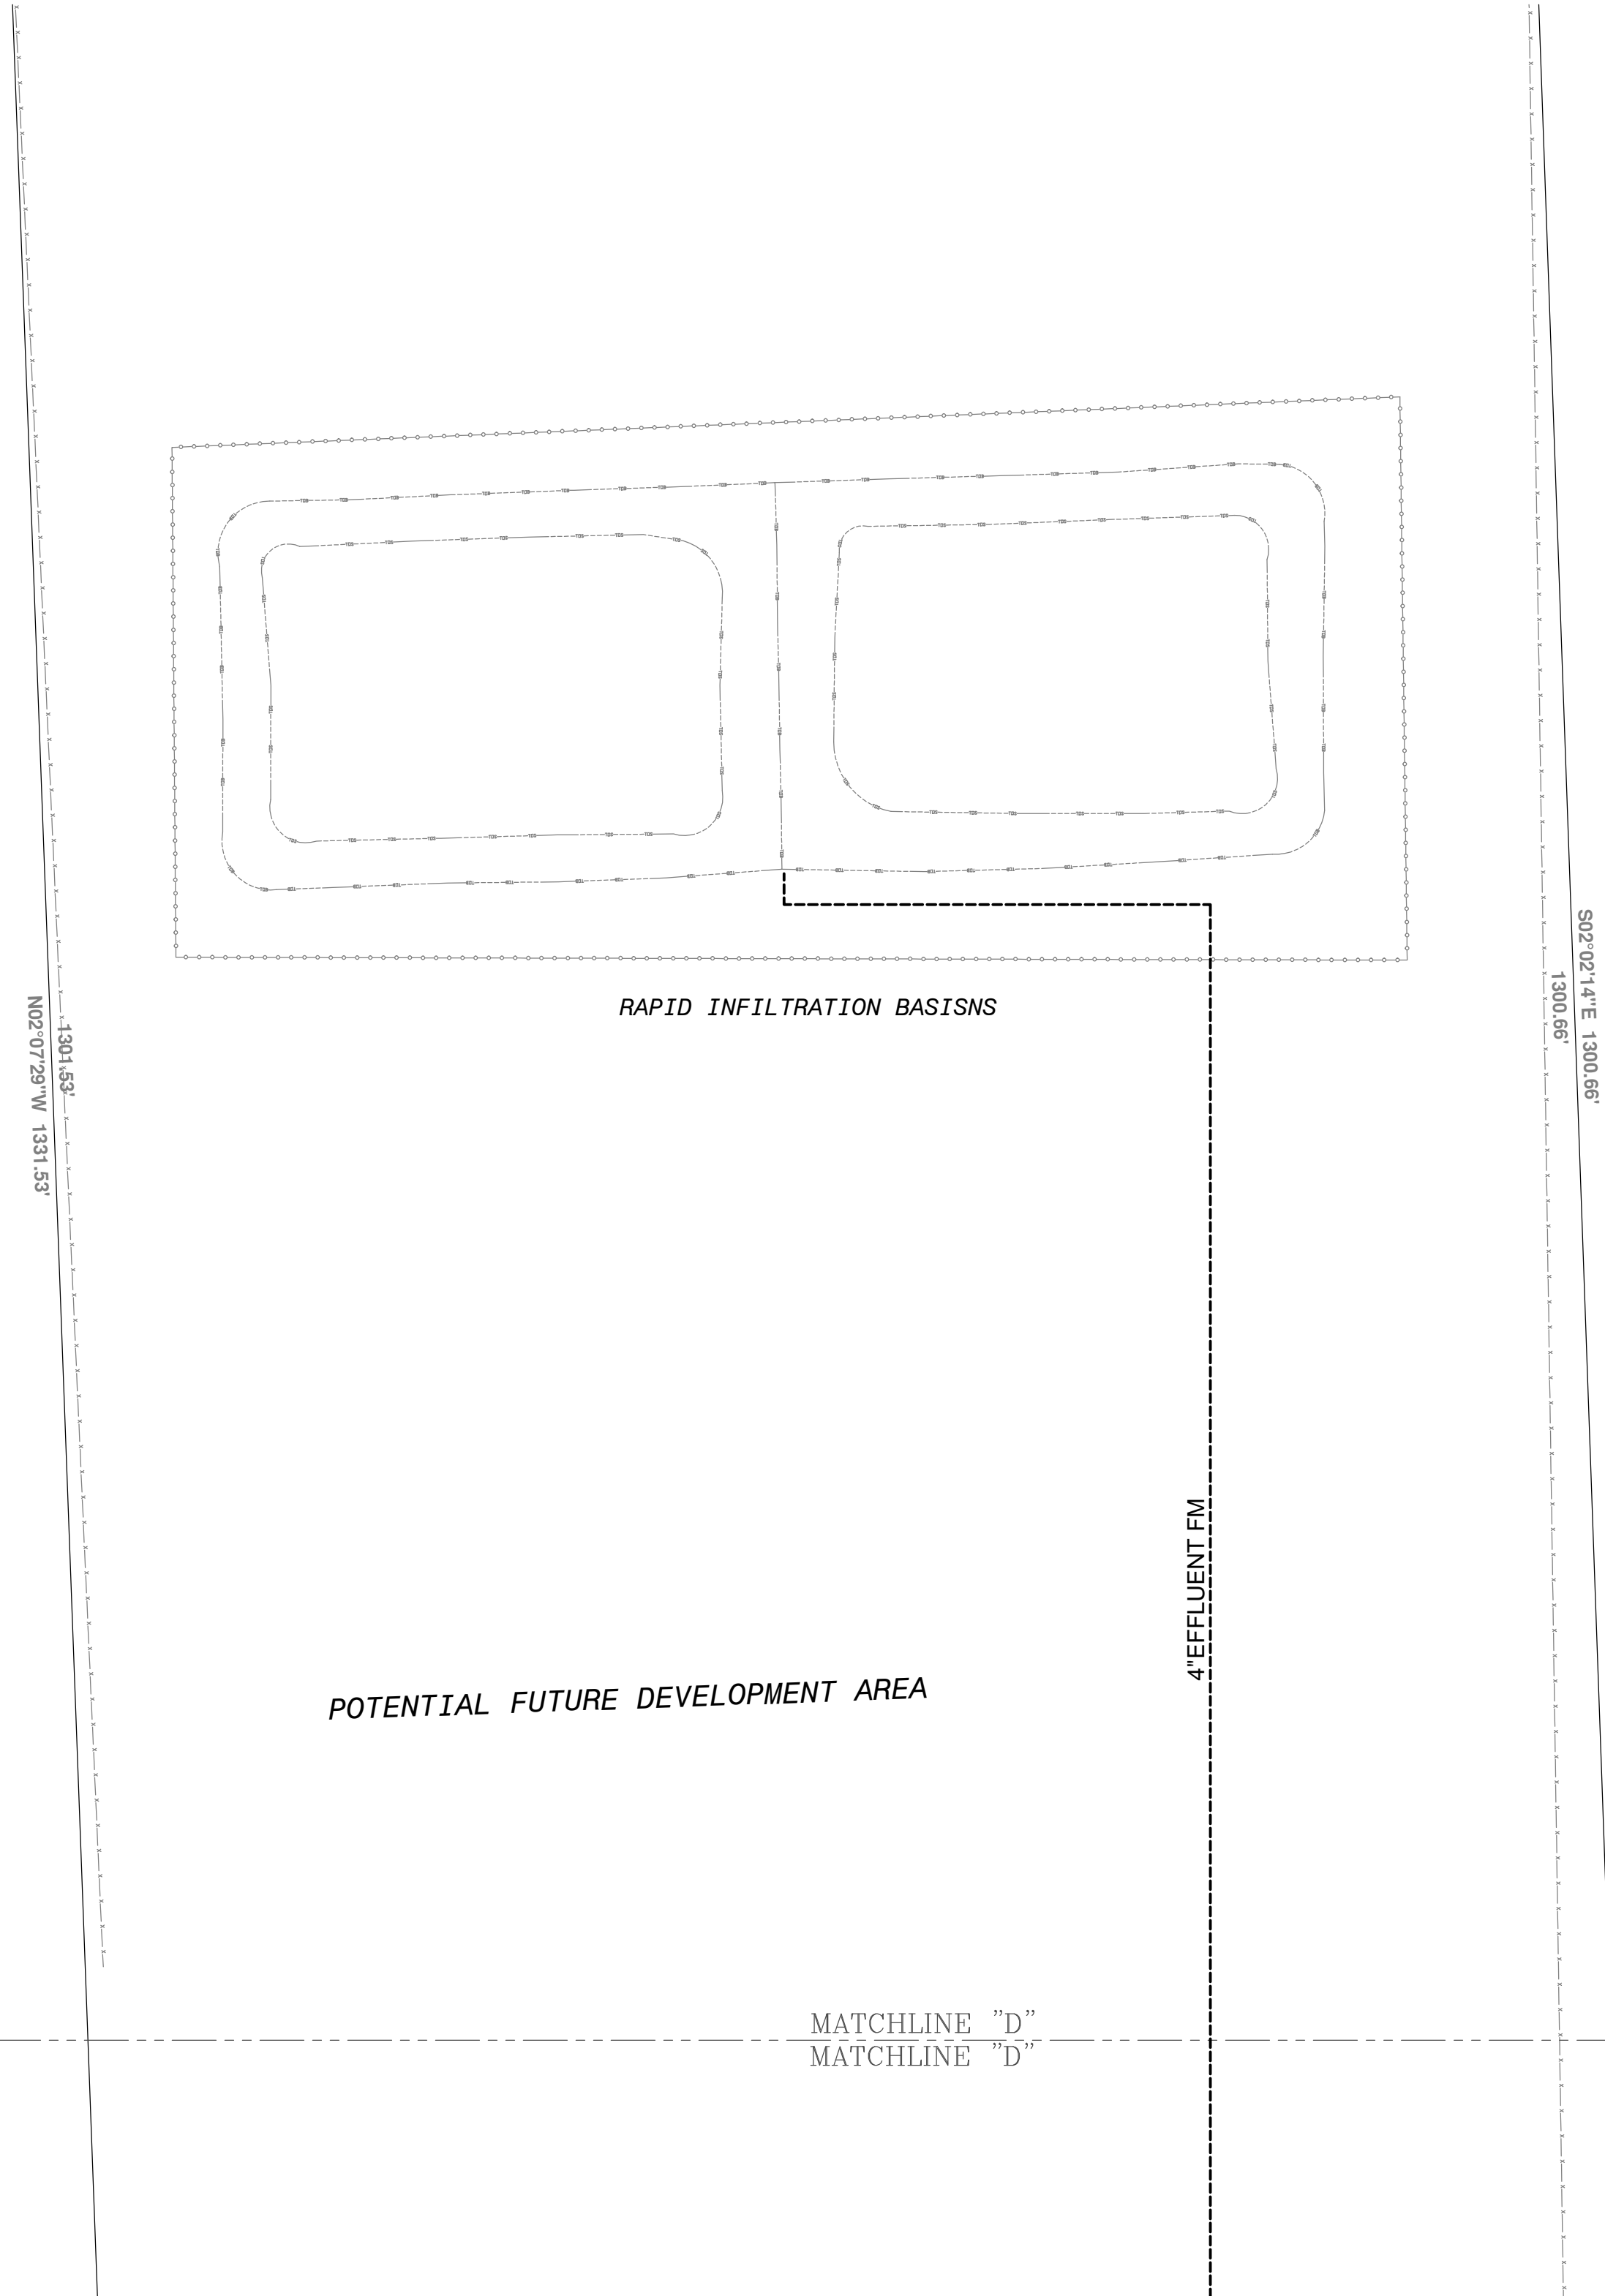 S02°02'14"E 1300.66'
1300.66'
N02°07'29"W 1331.53'
1301.53'
RAPID INFILTRATION BASISNS
4"EFFLUENT FM
POTENTIAL FUTURE DEVELOPMENT AREA
MATCHLINE "D"
MATCHLINE "D"